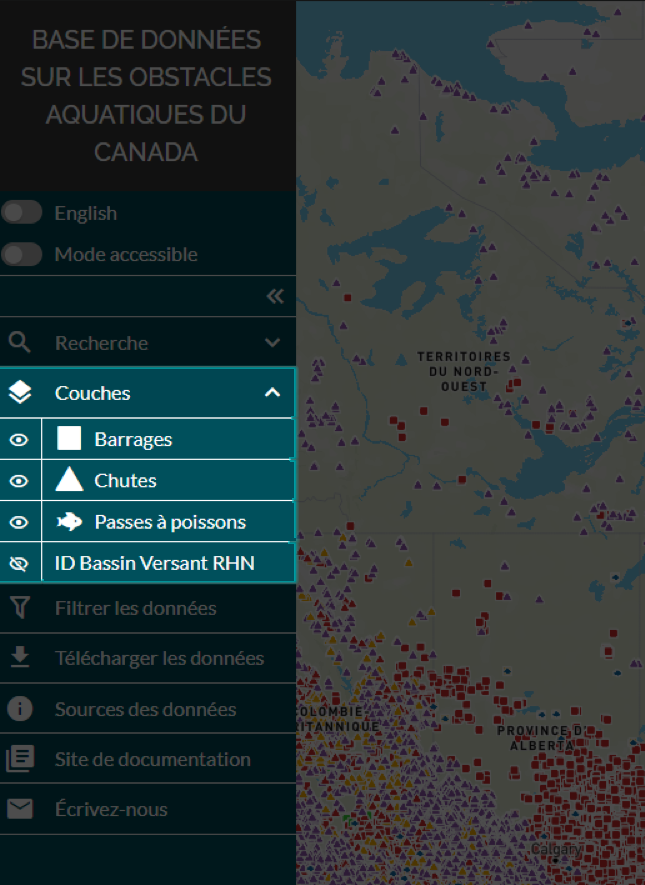 BASE DE DONNÉES
SUR LES OBSTACLES
AQUATIQUES DU
CANADA
English
Mode accessible
Recherche
Couches
Barrages
Chutes
Passes à poissons
ID Bassin Versant RHN
Filtrer les données
Télécharger les données
Sources des données
Site de documentation
Écrivez-nous
TERRITOIRES
DU NORD-
OUEST
COLOMBIE
BRITANNIQUE
PROVINCE D'
ALBERTA
Calgary